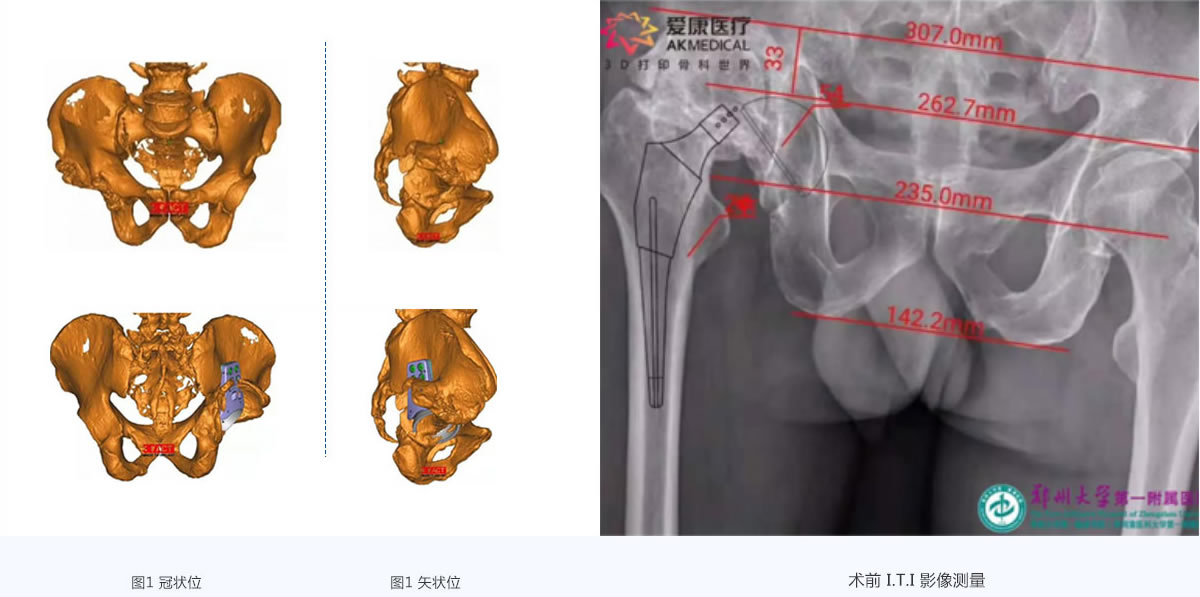 爱康医疗
AKMEDICAL
3D打印骨科世界
307.0mm
33
54
262.7mm
235.0mm
142.2mm
郑州大学第一附属医
图1 冠状位
图1 矢状位
术前 I.T.I 影像测量